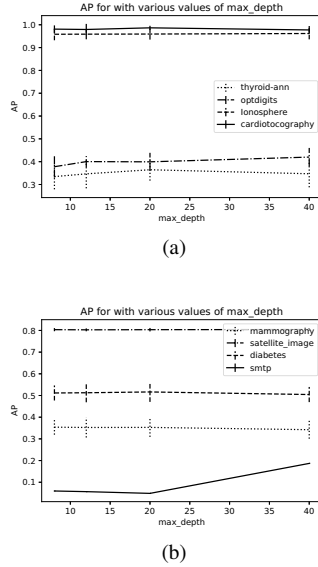 AP for with various values of max_depth
1.0
0.9
0.8
0.7
0.6
0.5
0.4
0.3
AP
thyroid-ann
optdigits
Ionosphere
cardiotocography
10 15 20 25 30 35 40
max_depth
(a)
AP for with various values of max_depth
0.8
0.7
0.6
0.5
0.4
0.3
0.2
0.1
AP
mammography
satellite_image
diabetes
smtp
10 15 20 25 30 35 40
max_depth
(b)